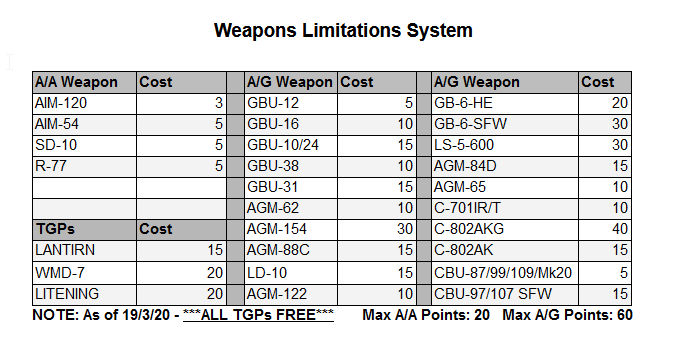 Weapons Limitations System
A/A Weapon Cost A/G Weapon Cost A/G Weapon Cost
AIM-120 3 GBU-12 5 GB-6-HE 20
AIM-54 5 GBU-16 10 GB-6-SFW 30
SD-10 5 GBU-10/24 15 LS-5-600 30
R-77 5 GBU-38 10 AGM-84D 15
GBU-31 15 AGM-65 10
AGM-62 10 C-701IR/T 10
TGPs Cost AGM-154 30 C-802AKG 40
LANTIRN 15 AGM-88C 15 C-802AK 15
WMD-7 20 LD-10 15 CBU-87/99/109/Mk20 5
LITENING 20 AGM-122 10 CBU-97/107 SFW 15
NOTE: As of 19/3/20 - ***ALL TGPs FREE*** Max A/A Points: 20 Max A/G Points: 60